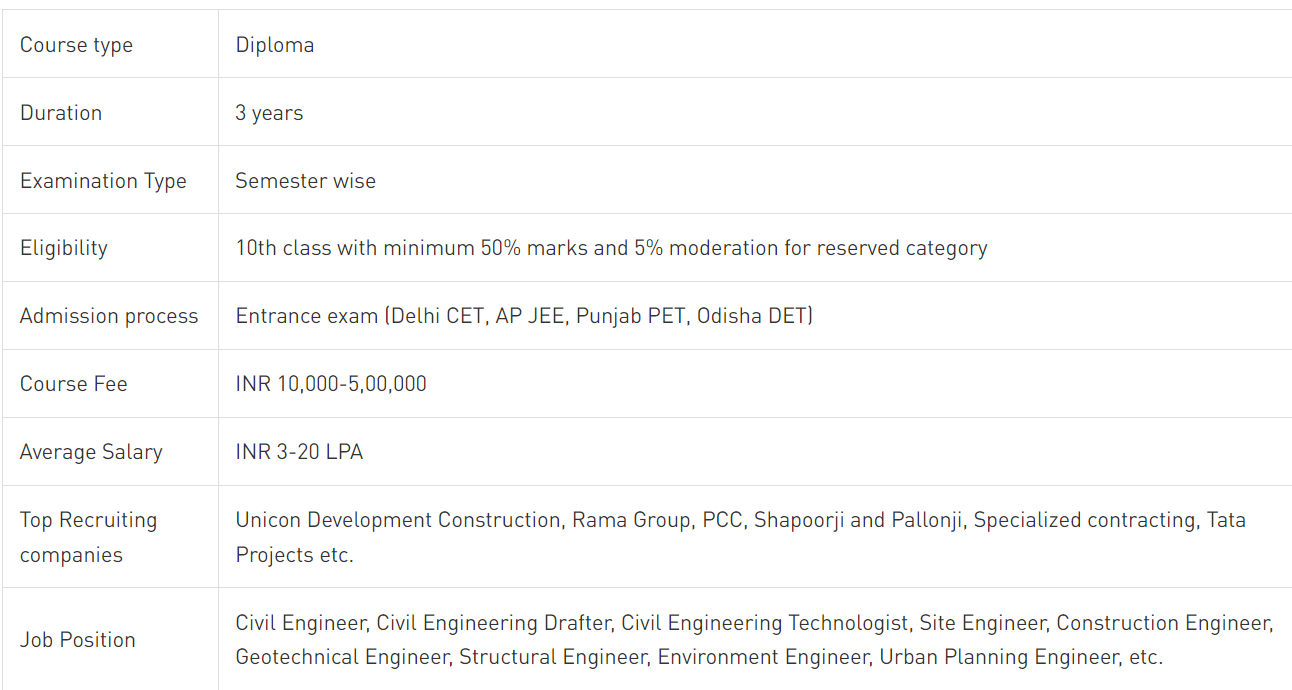 Course type Diploma
Duration 3 years
Examination Type Semester wise
Eligibility 10th class with minimum 50% marks and 5% moderation for reserved category
Admission process Entrance exam (Delhi CET, AP JEE, Punjab PET, Odisha DET)
Course Fee INR 10,000-5,00,000
Average Salary INR 3-20 LPA
Top Recruiting
companies
Unicon Development Construction, Rama Group, PCC, Shapoorji and Pallonji, Specialized contracting, Tata
Projects etc.
Job Position
Civil Engineer, Civil Engineering Drafter, Civil Engineering Technologist, Site Engineer, Construction Engineer,
Geotechnical Engineer, Structural Engineer, Environment Engineer, Urban Planning Engineer, etc.